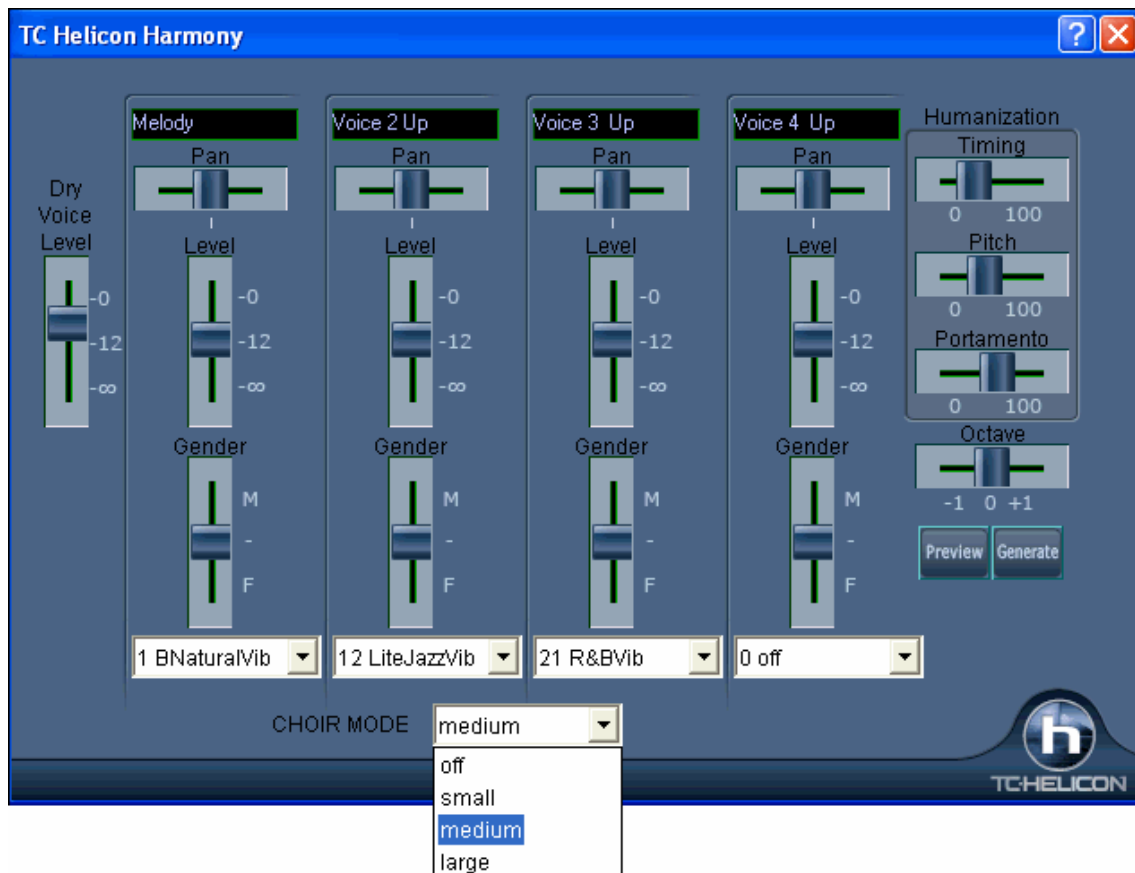 TC Helicon Harmony
?
Dry
Voice
Level
-0
-12
-∞
Melody
Pan
Level
-0
-12
-∞
Gender
M
-
F
1 BNaturalVib
Voice 2 Up
Pan
Level
-0
-12
-∞
Gender
M
-
F
12 LiteJazzVib
Voice 3 Up
Pan
Level
-0
-12
-∞
Gender
M
-
F
21 R&BVib
Voice 4 Up
Pan
Level
-0
-12
-∞
Gender
M
-
F
0 off
Humanization
Timing
0 100
Pitch
0 100
Portamento
0 100
Octave
-1 0 +1
Preview Generate
CHOIR MODE medium
off
small
medium
large
h
TC·HELICON